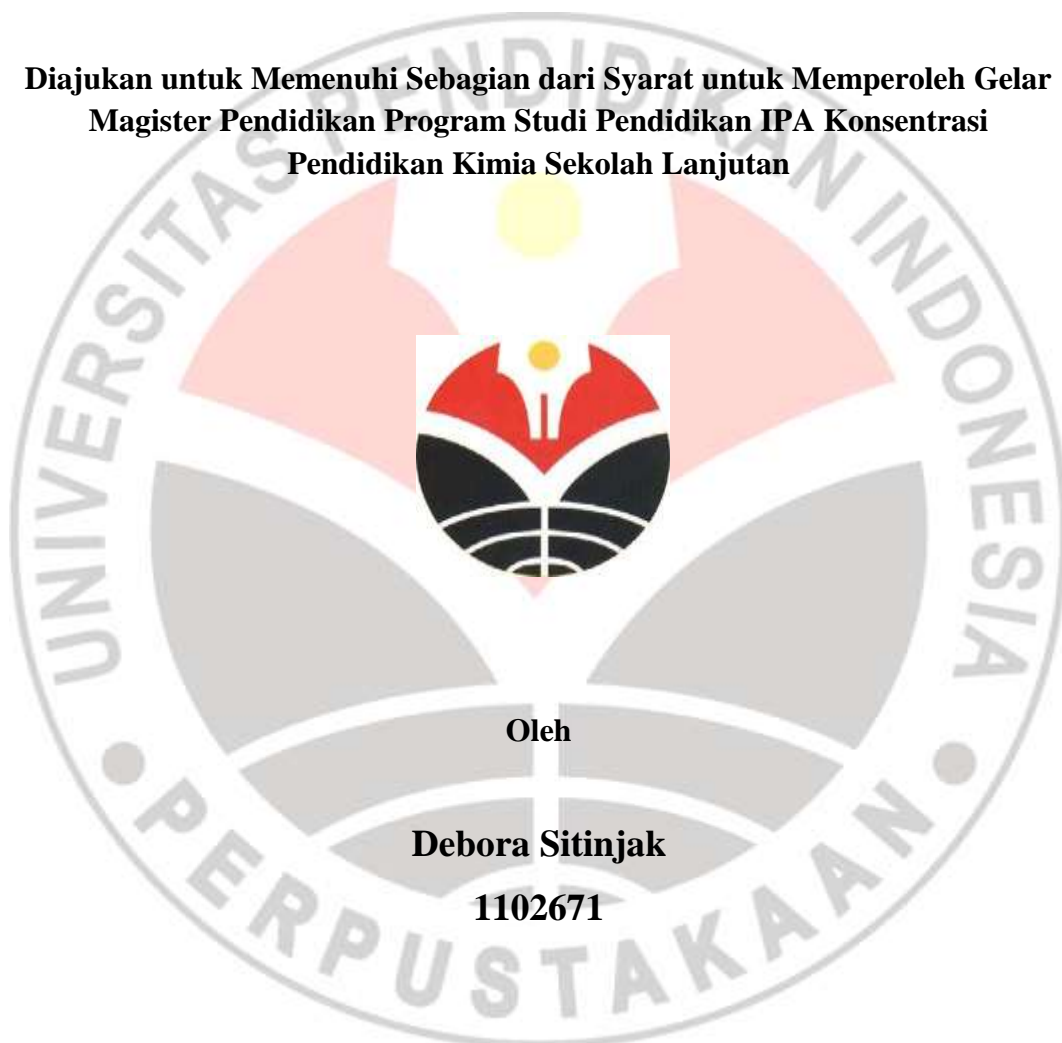 Diajukan untuk Memenuhi Sebagian dari Syarat untuk Memperoleh Gelar
Magister Pendidikan Program Studi Pendidikan IPA Konsentrasi
Pendidikan Kimia Sekolah Lanjutan
UNIVERSITAS PENDIDIKAN INDONESIA
Oleh
Debora Sitinjak
1102671
PERPUSTAKAAN